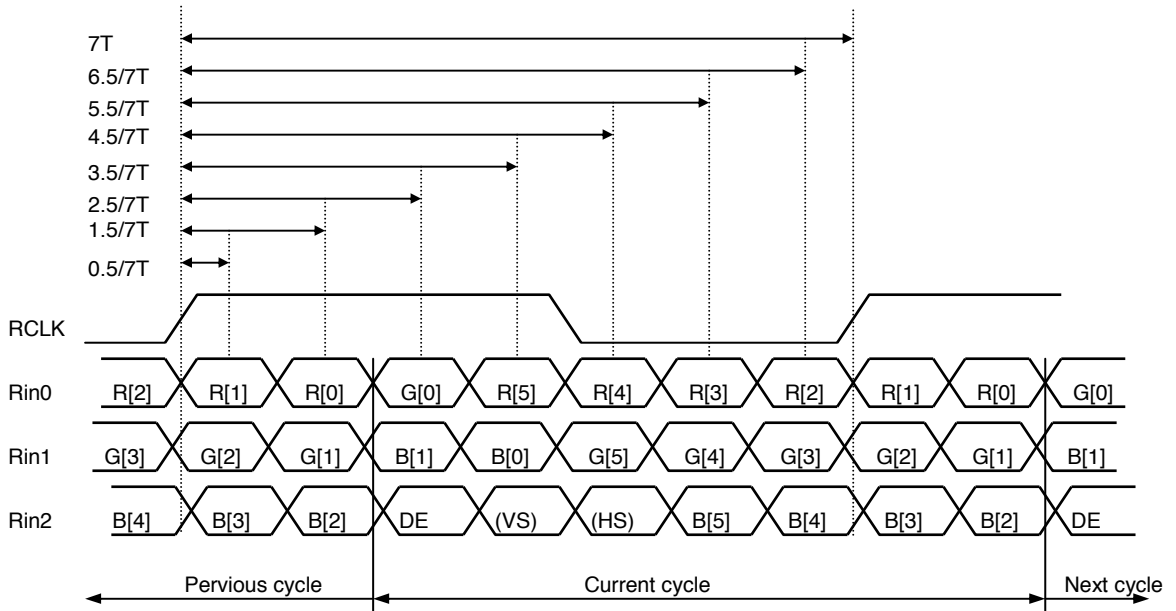 7T
6.5/7T
5.5/7T
4.5/7T
3.5/7T
2.5/7T
1.5/7T
0.5/7T
RCLK
Rin0 R[2] R[1] R[0] G[0] R[5] R[4] R[3] R[2] R[1] R[0] G[0]
Rin1 G[3] G[2] G[1] B[1] B[0] G[5] G[4] G[3] G[2] G[1] B[1]
Rin2 B[4] B[3] B[2] DE (VS) (HS) B[5] B[4] B[3] B[2] DE
Pervious cycle Current cycle Next cycle